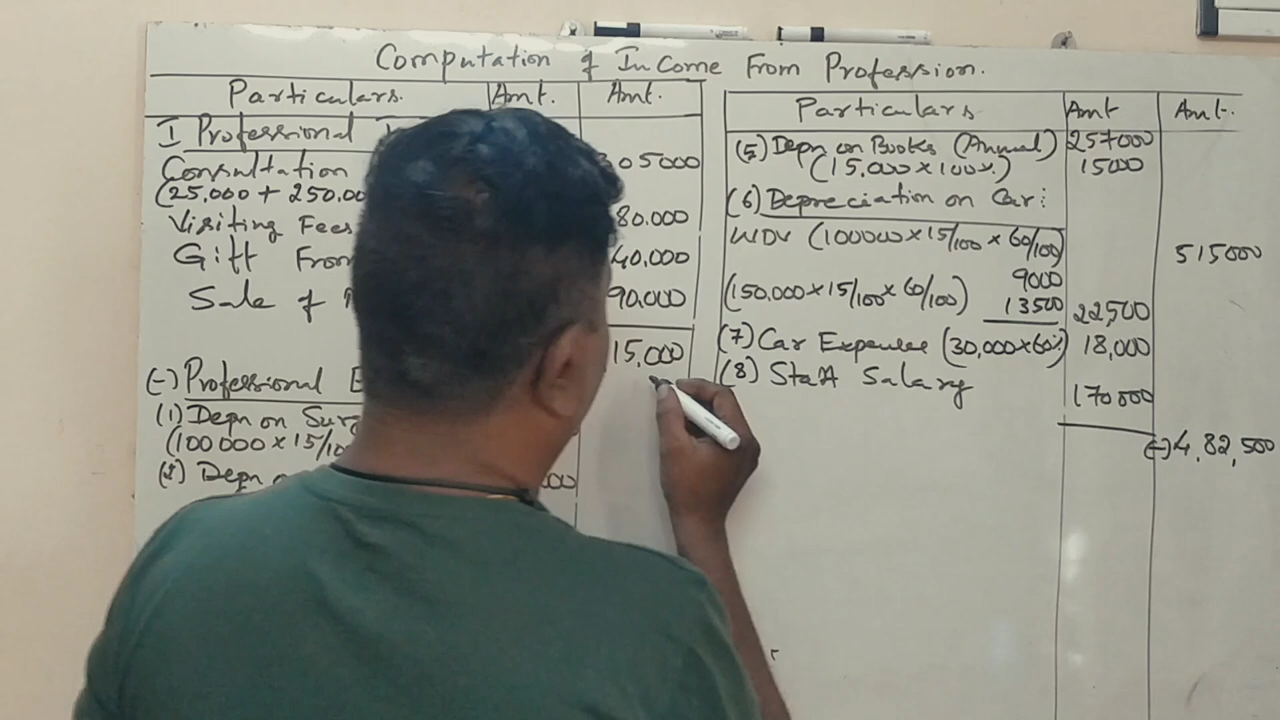 Computation of InCome From Profession.
Particulars. Amt. Amt.
I Professional
Consultation 305000
(25,000 + 250,00
Visiting Fees 80.000
Gift From 40,000
Sale of 90.000
15,000
(-) Professional E
(1) Depn on Surg
(100000 x 15/10
(2) Depn 000
Particulars Amt Amt.
257000
(5) Depn on Books (Annual)
(15,000 x 100%) 15000
(6) Depreciation on Car:
WDV (100000 x 15/100 x 60/100) 515000
9000
(150,000 x 15/100 x 60/100) 13500 22,500
(7) Car Expenses (30,000x60%) 18,000
(8) Staff Salary 170000
(-) 4,82,500